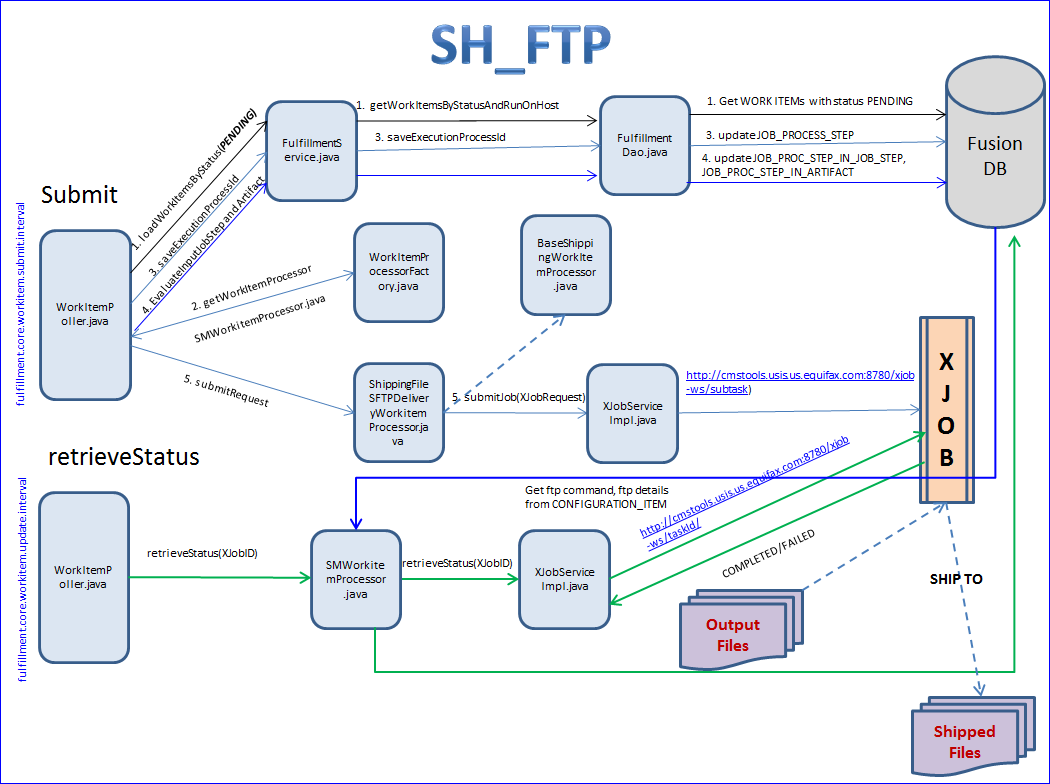 SH_FTP
1. getWorkItemsByStatusAndRunOnHost
1. Get WORK ITEMs with status PENDING
FulfillmentS
ervice.java
3. saveExecutionProcessId
Fulfillment
Dao.java
3. updateJOB_PROCESS_STEP
4. updateJOB_PROC_STEP_IN_JOB_STEP,
JOB_PROC_STEP_IN_ARTIFACT
Fusion
DB
Submit
fulfillment.core.workitem.submit.interval
1. loadWorkItemsByStatus(PENDING)
3. saveExecutionProcessId
4. EvaluateInputJobStep and Artifact
WorkItemP
oller.java
2. getWorkItemProcessor
SMWorkitemProcessor.java
WorkItemPr
ocessorFact
ory.java
BaseShippi
ngWorkIte
mProcessor
.java
5. submitRequest
ShippingFile
SFTPDeliver
yWorkitem
Processor.ja
va
5. submitJob(XJobRequest)
XJobService
Impl.java
http://cmstools.usis.us.equifax.com:8780/xjob
-ws/subtask)
X
J
O
B
retrieveStatus
fulfillment.core.workitem.update.interval
WorkItemP
oller.java
retrieveStatus(XJobID)
SMWorkite
mProcessor
.java
retrieveStatus(XJobID)
XJobService
Impl.java
Get ftp command, ftp details
from CONFIGURATION_ITEM
http://cmstools.usis.us.equifax.com:8780/xjob
-ws/taskId/
COMPLETED/FAILED
SHIP TO
Output
Files
Shipped
Files